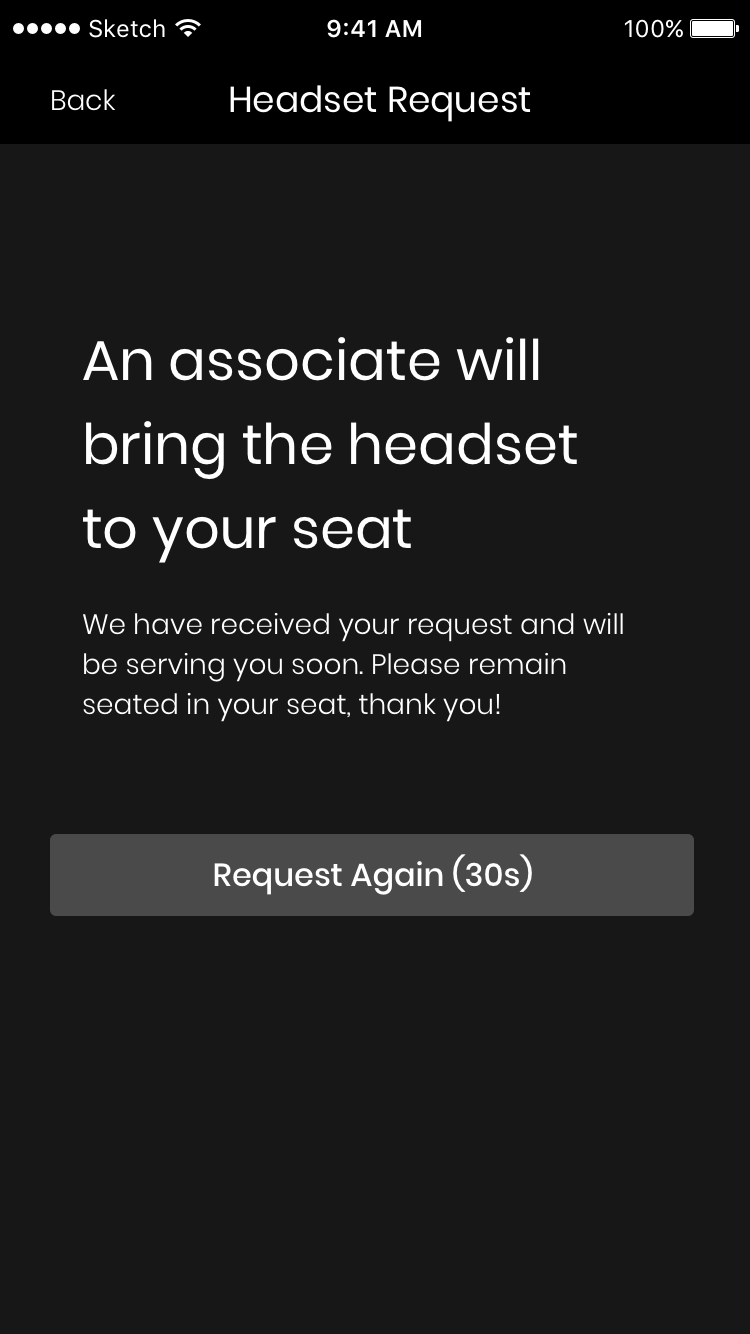 Sketch 9:41 AM 100%
Back Headset Request
An associate will
bring the headset
to your seat
We have received your request and will
be serving you soon. Please remain
seated in your seat, thank you!
Request Again (30s)